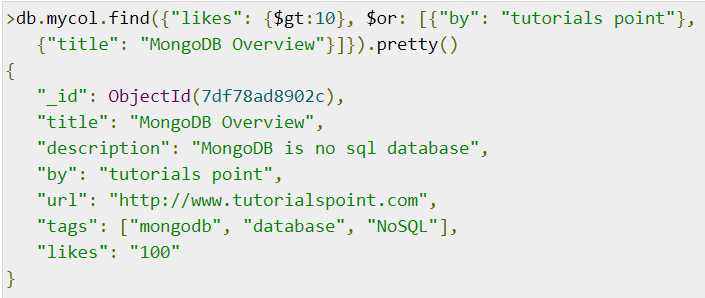 >db.mycol.find({"likes": {$gt:10}, $or: [{"by": "tutorials point"},
{"title": "MongoDB Overview"}]}).pretty()
{
"_id": ObjectId(7df78ad8902c),
"title": "MongoDB Overview",
"description": "MongoDB is no sql database",
"by": "tutorials point",
"url": "http://www.tutorialspoint.com",
"tags": ["mongodb", "database", "NoSQL"],
"likes": "100"
}